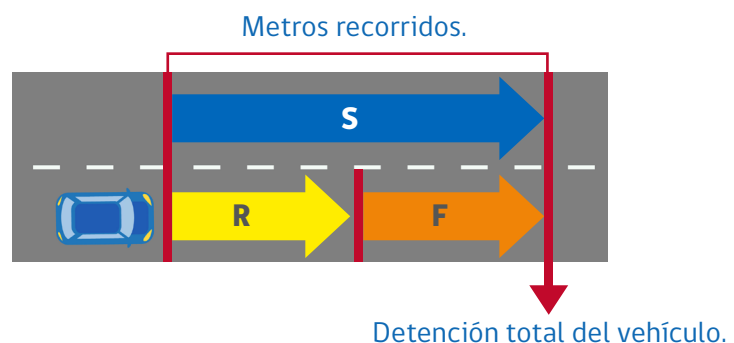 Metros recorridos.
S
R
F
Detención total del vehículo.